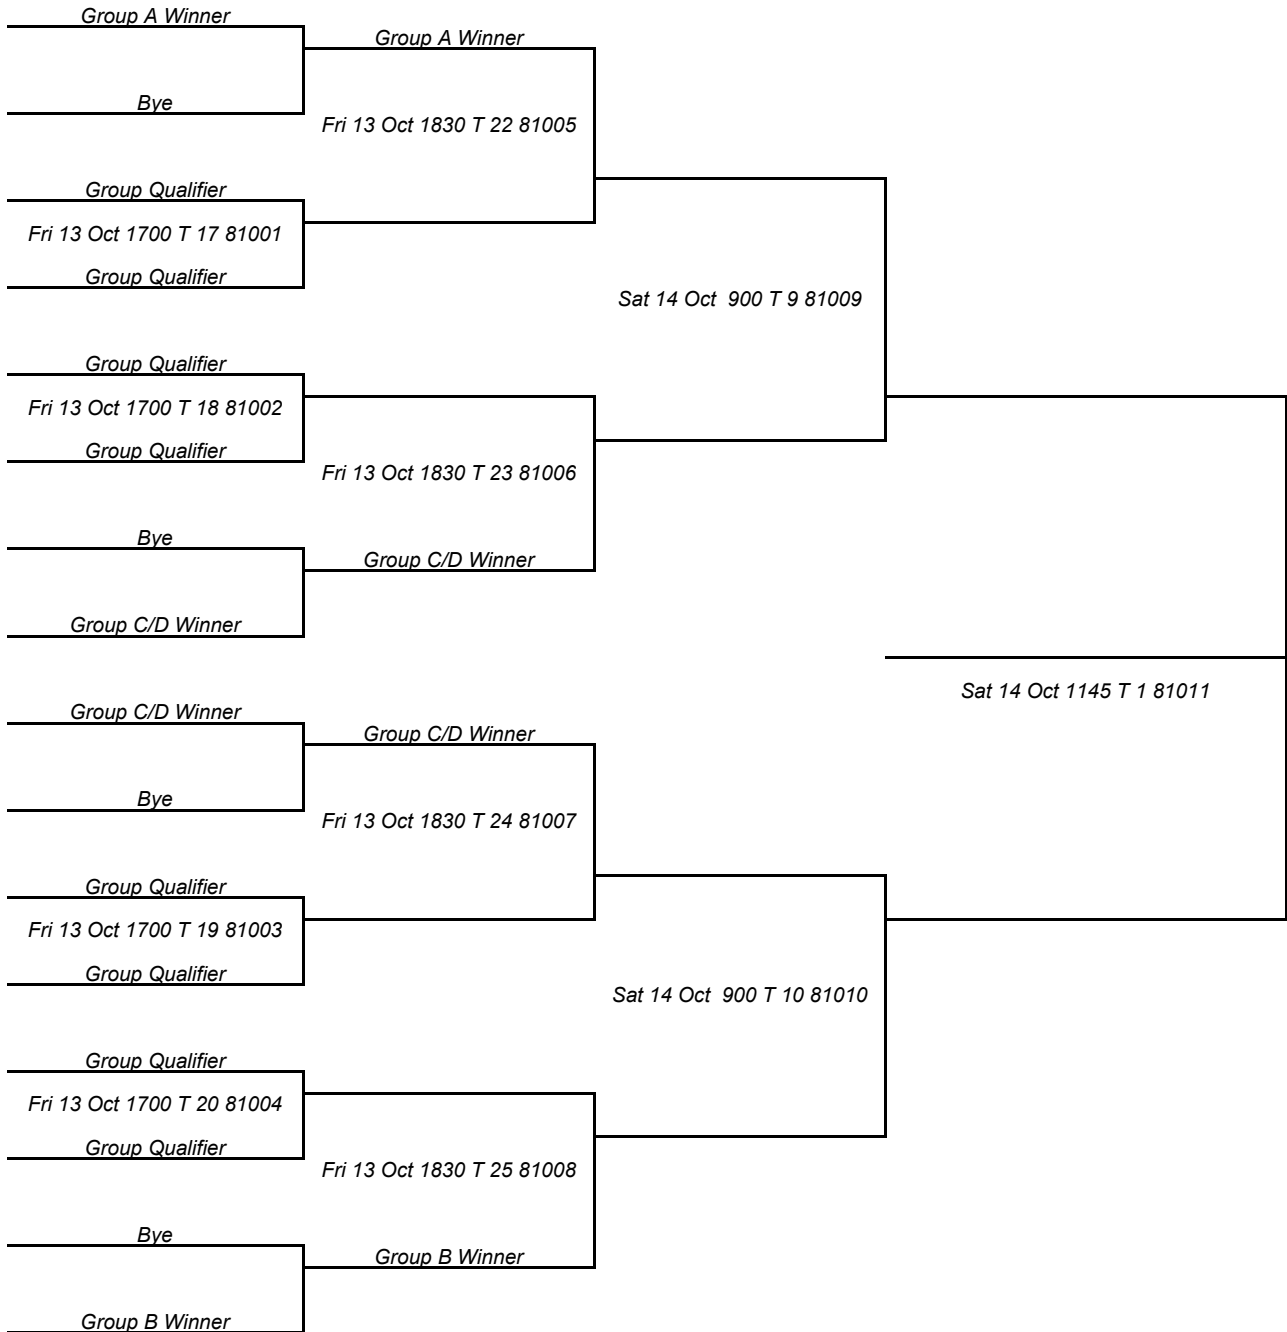 Group A Winner
Group A Winner
Bye
Fri 13 Oct 1830 T 22 81005
Group Qualifier
Fri 13 Oct 1700 T 17 81001
Group Qualifier
Sat 14 Oct  900 T 9 81009
Group Qualifier
Fri 13 Oct 1700 T 18 81002
Group Qualifier
Fri 13 Oct 1830 T 23 81006
Bye
Group C/D Winner
Group C/D Winner
Sat 14 Oct 1145 T 1 81011
Group C/D Winner
Group C/D Winner
Bye
Fri 13 Oct 1830 T 24 81007
Group Qualifier
Fri 13 Oct 1700 T 19 81003
Group Qualifier
Sat 14 Oct  900 T 10 81010
Group Qualifier
Fri 13 Oct 1700 T 20 81004
Group Qualifier
Fri 13 Oct 1830 T 25 81008
Bye
Group B Winner
Group B Winner